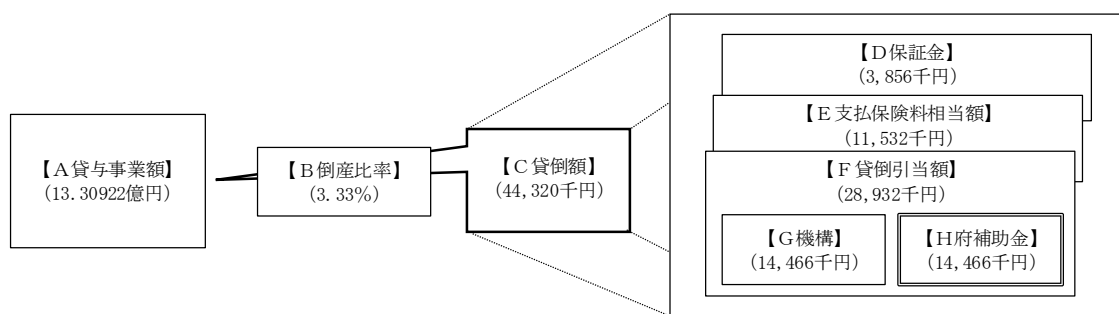 【Ａ貸与事業額】
(13.30922億円)
【Ｂ倒産比率】
(3.33%)
【Ｃ貸倒額】
(44,320千円)
【Ｄ保証金】
(3,856千円)
【Ｅ支払保険料相当額】
(11,532千円)
【Ｆ貸倒引当額】
(28,932千円)
【Ｇ機構】
(14,466千円)
【Ｈ府補助金】
(14,466千円)